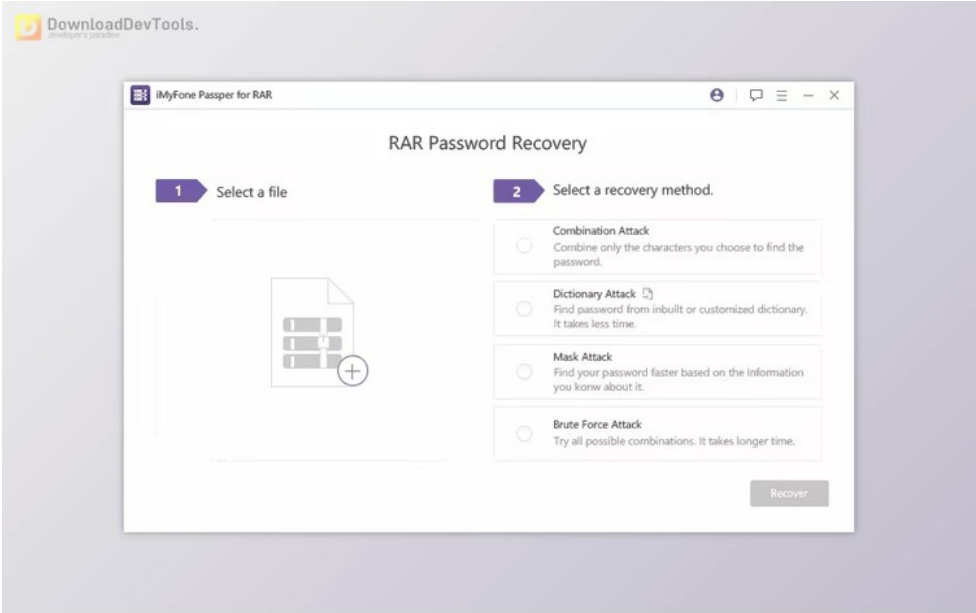 DownloadDevTools.
developer's paradise
iMyFone Passper for RAR
RAR Password Recovery
1
Select a file
2
Select a recovery method.
Combination Attack
Combine only the characters you choose to find the
password.
Dictionary Attack
Find password from inbuilt or customized dictionary.
It takes less time.
Mask Attack
Find your password faster based on the information
you konw about it.
Brute Force Attack
Try all possible combinations. It takes longer time.
Recover